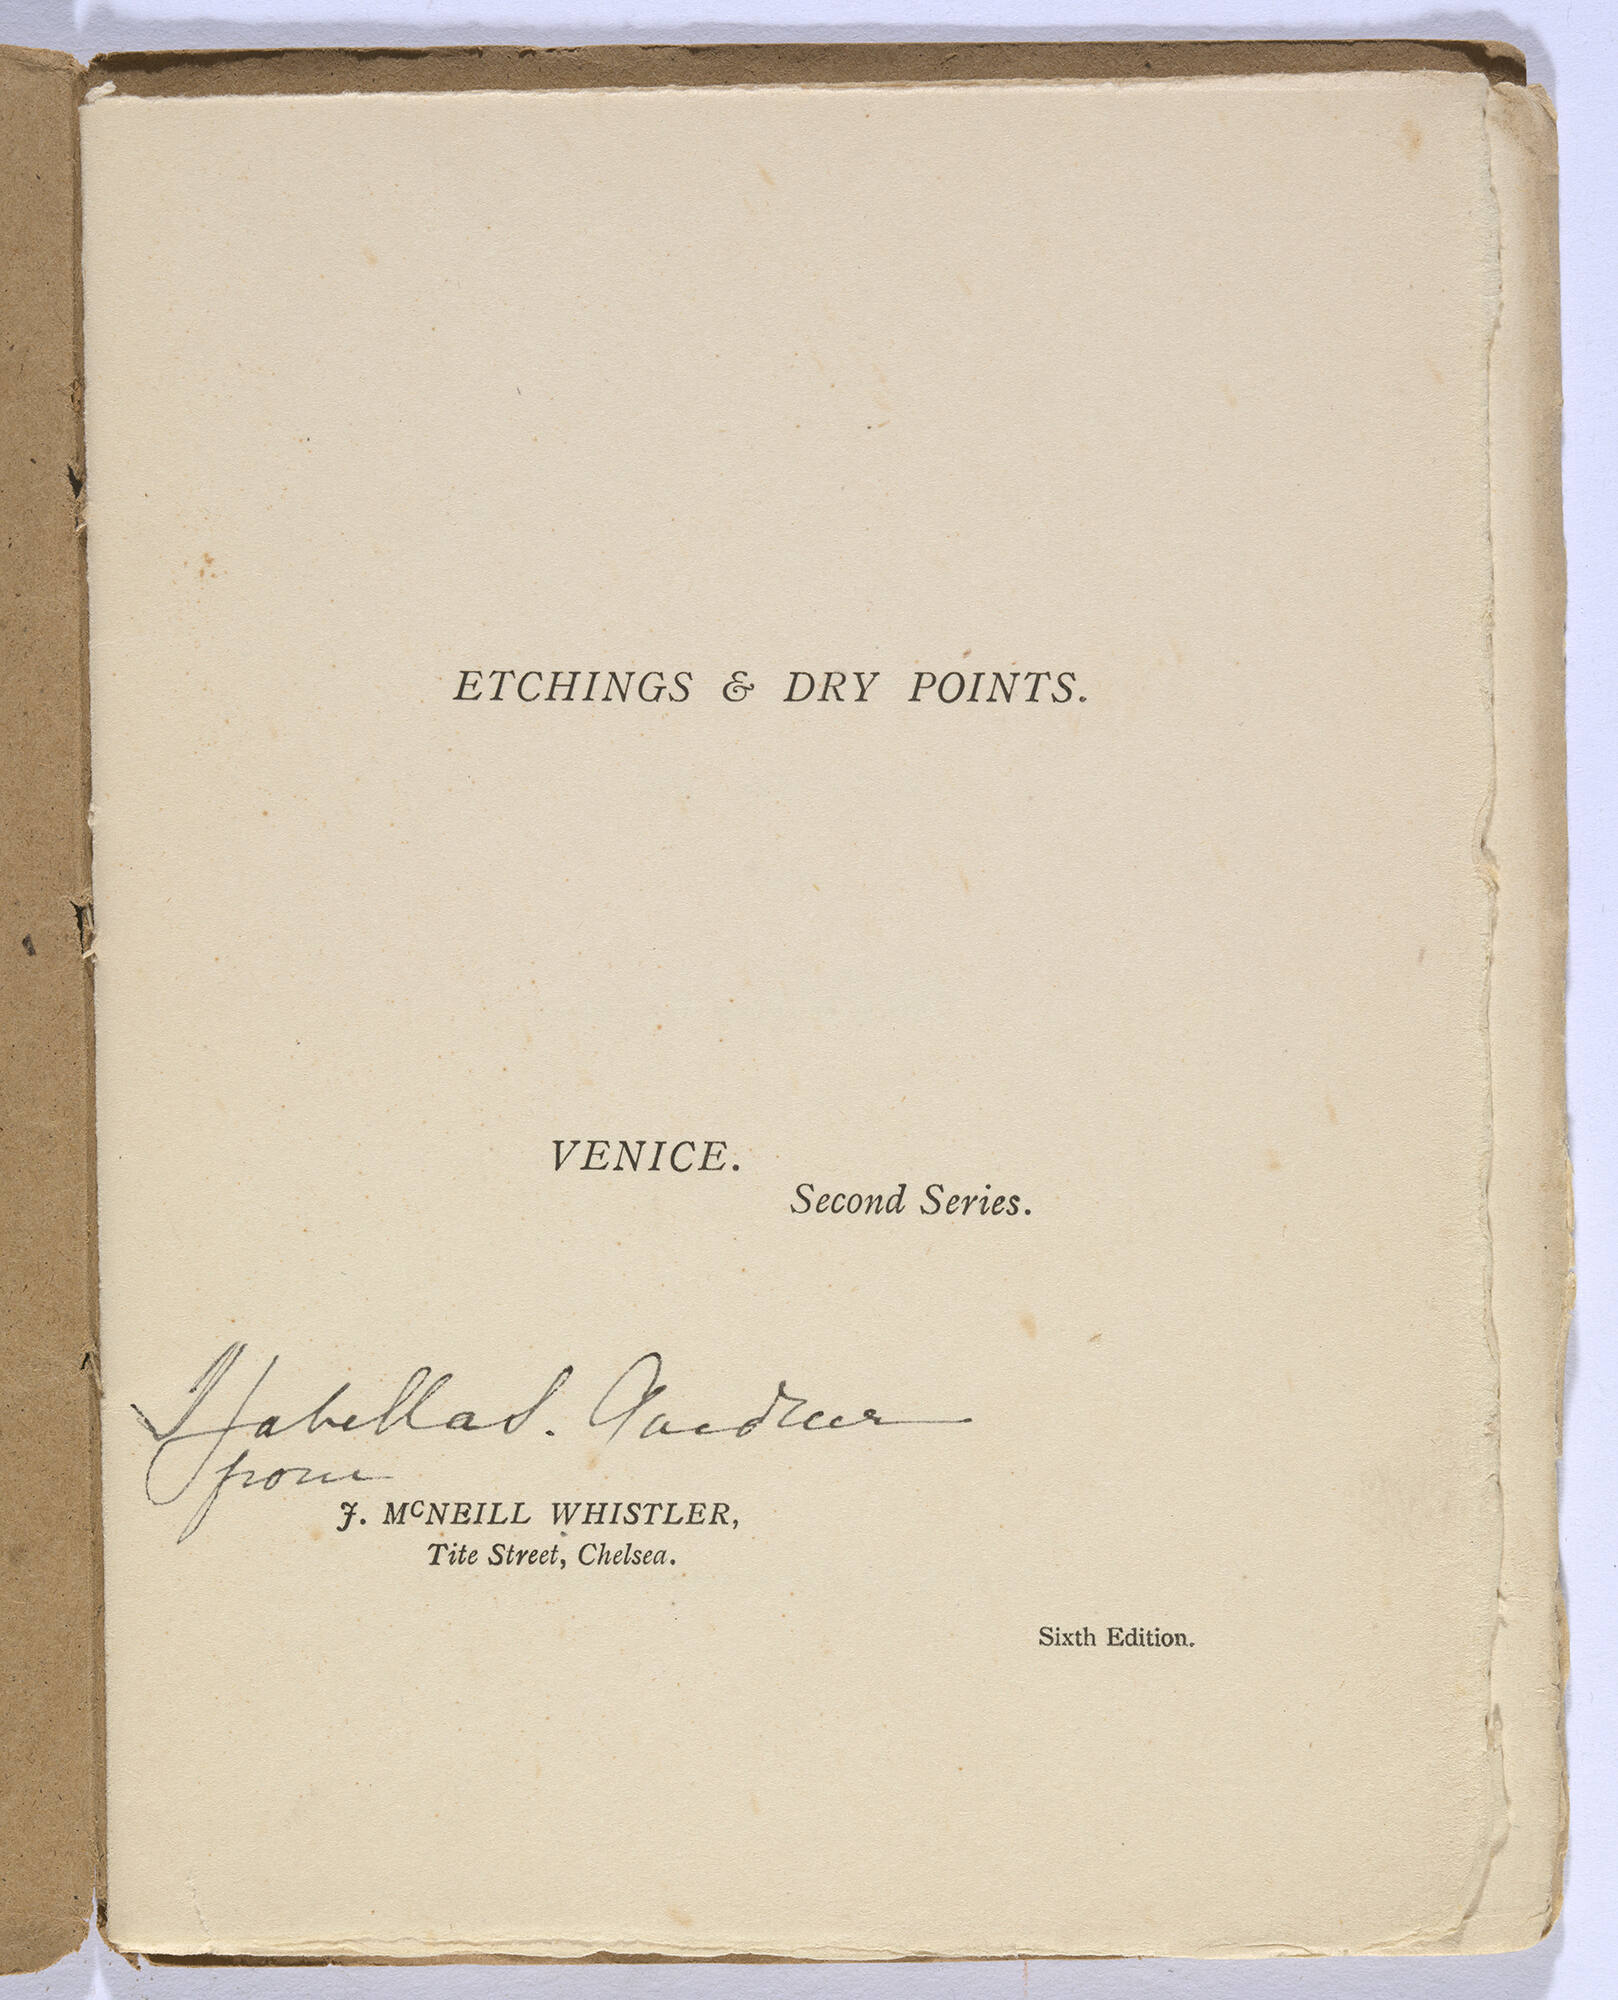 ETCHINGS & DRY POINTS.
VENICE.
Second Series.
Isabella S. Gardner
from
J. McNEILL WHISTLER,
Tite Street, Chelsea.
Sixth Edition.